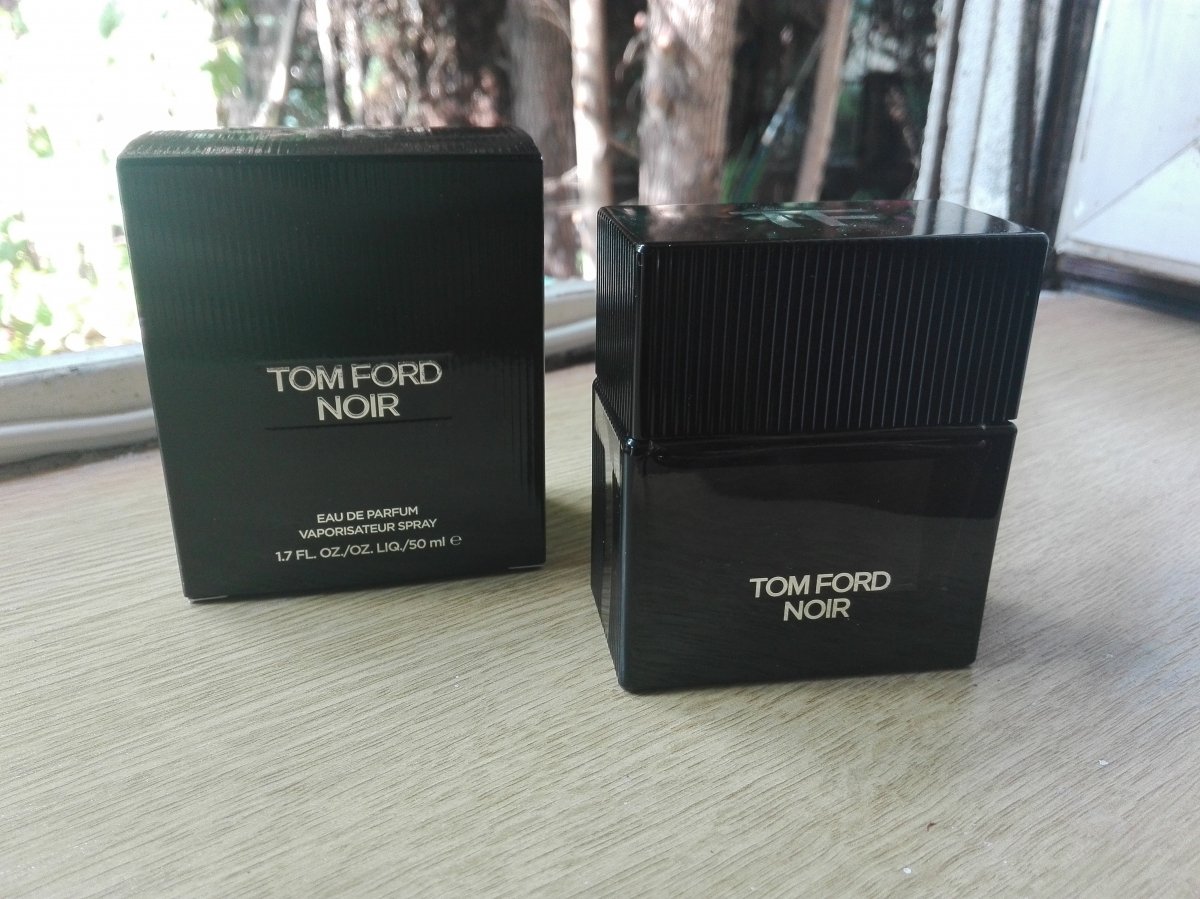 TOM FORD
NOIR
EAU DE PARFUM
VAPORISATEUR SPRAY
1.7 FL. OZ./OZ. LIQ./50 ml ℮
TF
TOM FORD
NOIR